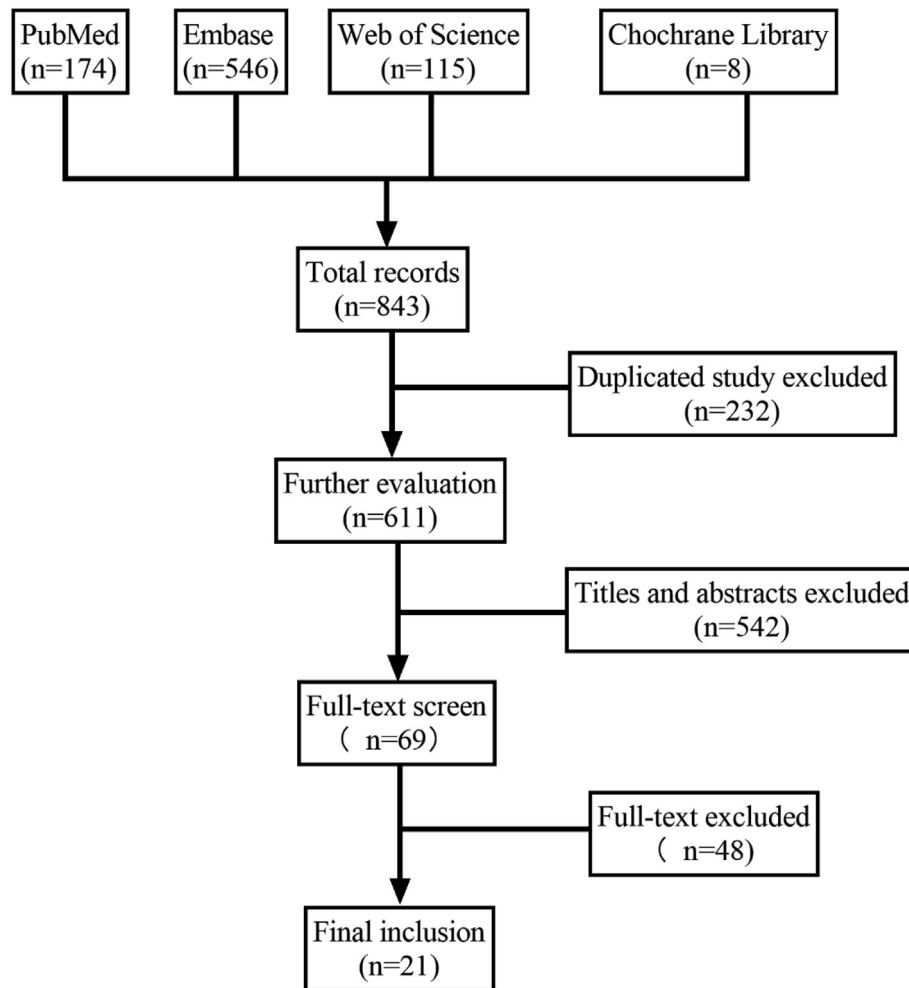 PubMed
(n=174)
Embase
(n=546)
Web of Science
(n=115)
Chochrane Library
(n=8)
Total records
(n=843)
Duplicated study excluded
(n=232)
Further evaluation
(n=611)
Titles and abstracts excluded
(n=542)
Full-text screen
（ n=69）
Full-text excluded
（ n=48)
Final inclusion
(n=21)